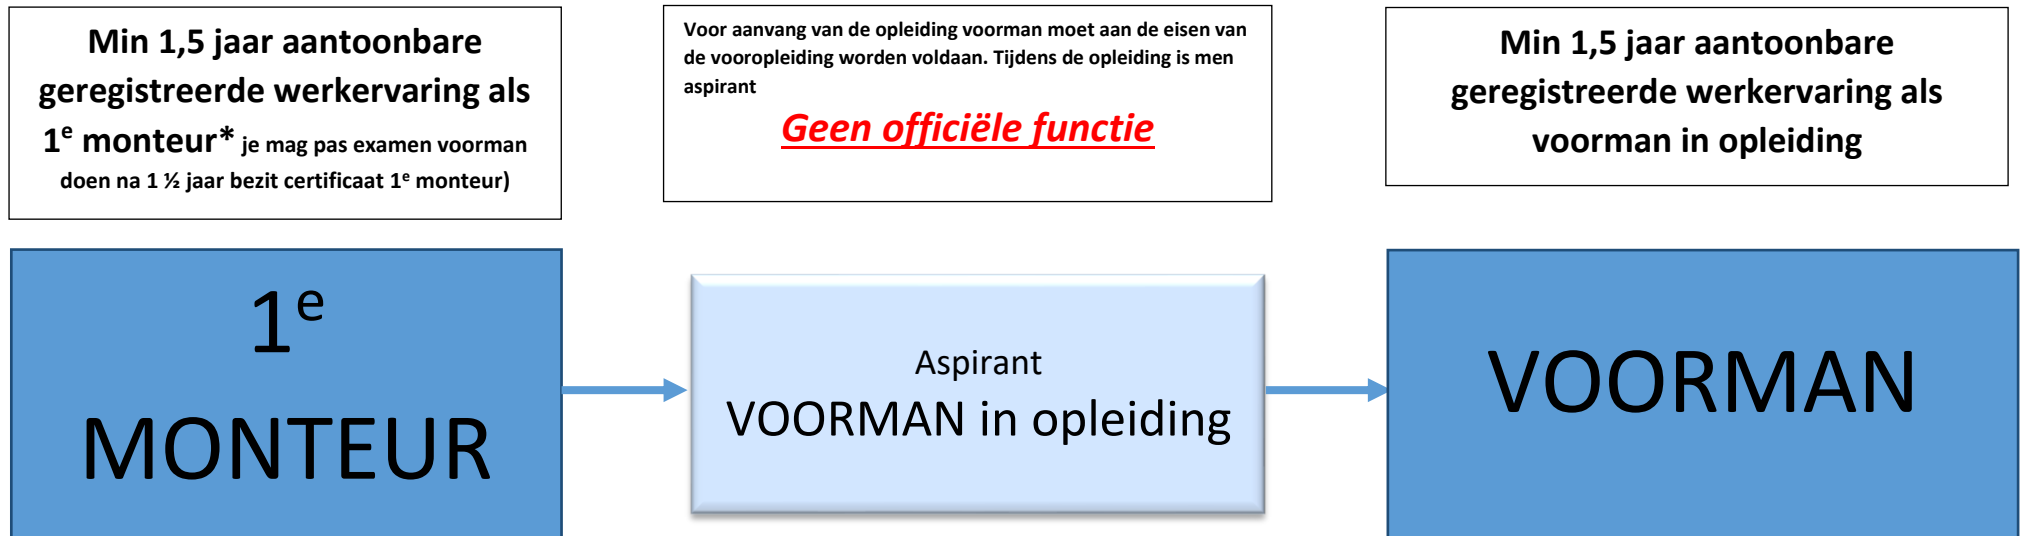 Min 1,5 jaar aantoonbare
geregistreerde werkervaring als
1e monteur* je mag pas examen voorman
doen na 1 ½ jaar bezit certificaat 1e monteur)
Voor aanvang van de opleiding voorman moet aan de eisen van
de vooropleiding worden voldaan. Tijdens de opleiding is men
aspirant
Geen officiële functie
Min 1,5 jaar aantoonbare
geregistreerde werkervaring als
voorman in opleiding
1e
MONTEUR
Aspirant
VOORMAN in opleiding
VOORMAN